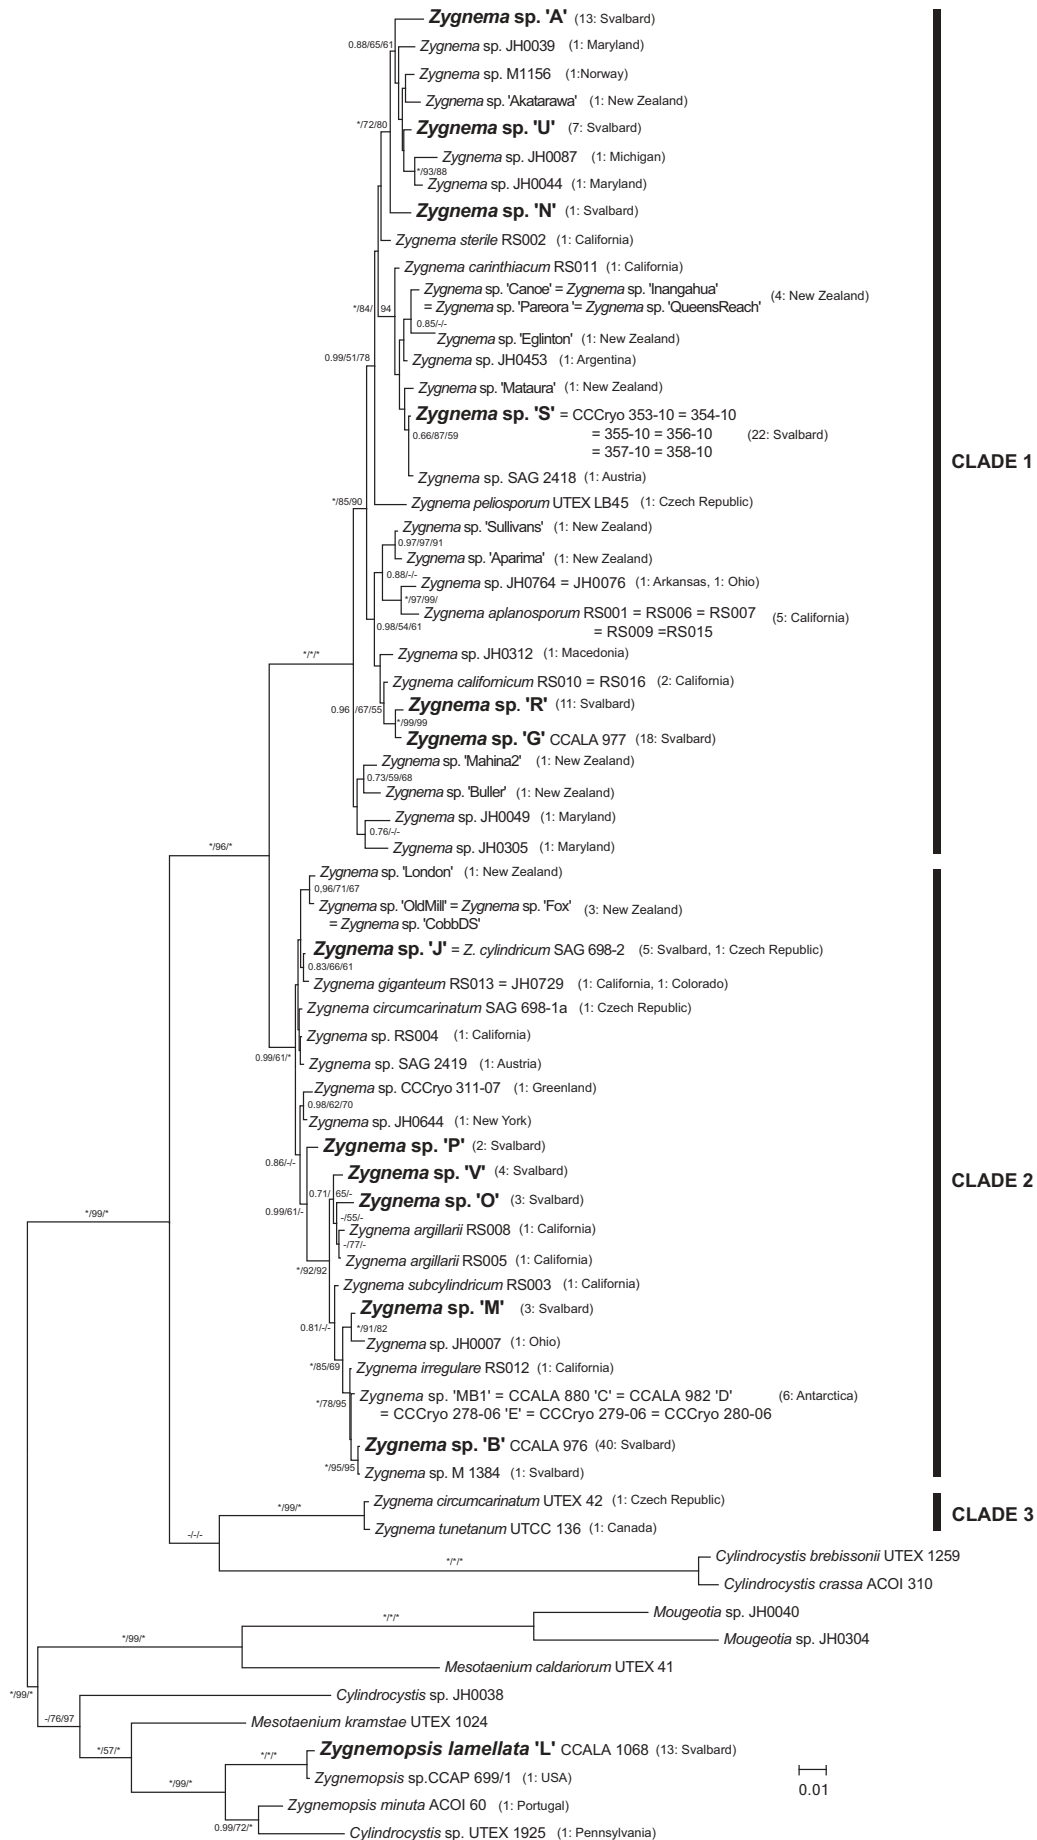 Zygnema sp. 'A' (13: Svalbard)
0.88/65/61
Zygnema sp. JH0039 (1: Maryland)
Zygnema sp. M1156 (1:Norway)
Zygnema sp. 'Akatarawa' (1: New Zealand)
*/72/80
Zygnema sp. 'U' (7: Svalbard)
Zygnema sp. JH0087 (1: Michigan)
*/93/88
Zygnema sp. JH0044 (1: Maryland)
Zygnema sp. 'N' (1: Svalbard)
Zygnema sterile RS002 (1: California)
Zygnema carinthiacum RS011 (1: California)
Zygnema sp. 'Canoe' = Zygnema sp. 'Inangahua'
= Zygnema sp. 'Pareora '= Zygnema sp. 'QueensReach' (4: New Zealand)
*/84/ 94
0.85/-/-
Zygnema sp. 'Eglinton' (1: New Zealand)
0.99/51/78
Zygnema sp. JH0453 (1: Argentina)
Zygnema sp. 'Mataura' (1: New Zealand)
Zygnema sp. 'S' = CCCryo 353-10 = 354-10
= 355-10 = 356-10 (22: Svalbard)
0.66/87/59
= 357-10 = 358-10
CLADE 1
Zygnema sp. SAG 2418 (1: Austria)
*/85/90
Zygnema peliosporum UTEX LB45 (1: Czech Republic)
Zygnema sp. 'Sullivans' (1: New Zealand)
0.97/97/91
Zygnema sp. 'Aparima' (1: New Zealand)
0.88/-/-
Zygnema sp. JH0764 = JH0076 (1: Arkansas, 1: Ohio)
*/97/99/
Zygnema aplanosporum RS001 = RS006 = RS007
= RS009 =RS015 (5: California)
0.98/54/61
*/*/*
Zygnema sp. JH0312 (1: Macedonia)
Zygnema californicum RS010 = RS016 (2: California)
Zygnema sp. 'R' (11: Svalbard)
0.96 /67/55
*/99/99
Zygnema sp. 'G' CCALA 977 (18: Svalbard)
Zygnema sp. 'Mahina2' (1: New Zealand)
0.73/59/68
Zygnema sp. 'Buller' (1: New Zealand)
Zygnema sp. JH0049 (1: Maryland)
0.76/-/-
Zygnema sp. JH0305 (1: Maryland)
*/96/*
Zygnema sp. 'London' (1: New Zealand)
0,96/71/67
Zygnema sp. 'OldMill' = Zygnema sp. 'Fox'
= Zygnema sp. 'CobbDS' (3: New Zealand)
Zygnema sp. 'J' = Z. cylindricum SAG 698-2 (5: Svalbard, 1: Czech Republic)
0.83/66/61
Zygnema giganteum RS013 = JH0729 (1: California, 1: Colorado)
Zygnema circumcarinatum SAG 698-1a (1: Czech Republic)
Zygnema sp. RS004 (1: California)
0.99/61/*
Zygnema sp. SAG 2419 (1: Austria)
Zygnema sp. CCCryo 311-07 (1: Greenland)
0.98/62/70
Zygnema sp. JH0644 (1: New York)
Zygnema sp. 'P' (2: Svalbard)
0.86/-/-
Zygnema sp. 'V' (4: Svalbard)
CLADE 2
0.71/ 65/-
Zygnema sp. 'O' (3: Svalbard)
0.99/61/-
-/55/-
Zygnema argillarii RS008 (1: California)
-/77/-
Zygnema argillarii RS005 (1: California)
*/92/92
*/99/*
Zygnema subcylindricum RS003 (1: California)
Zygnema sp. 'M' (3: Svalbard)
0.81/-/-
*/91/82
Zygnema sp. JH0007 (1: Ohio)
*/85/69
Zygnema irregulare RS012 (1: California)
Zygnema sp. 'MB1' = CCALA 880 'C' = CCALA 982 'D' (6: Antarctica)
*/78/95
= CCCryo 278-06 'E' = CCCryo 279-06 = CCCryo 280-06
Zygnema sp. 'B' CCALA 976 (40: Svalbard)
*/95/95
Zygnema sp. M 1384 (1: Svalbard)
*/99/*
Zygnema circumcarinatum UTEX 42 (1: Czech Republic)
CLADE 3
Zygnema tunetanum UTCC 136 (1: Canada)
-/-/-
*/*/*
Cylindrocystis brebissonii UTEX 1259
Cylindrocystis crassa ACOI 310
*/*/*
Mougeotia sp. JH0040
*/99/*
Mougeotia sp. JH0304
Mesotaenium caldariorum UTEX 41
*/99/*
Cylindrocystis sp. JH0038
-/76/97
Mesotaenium kramstae UTEX 1024
*/57/*
*/*/*
Zygnemopsis lamellata 'L' CCALA 1068 (13: Svalbard)
Zygnemopsis sp.CCAP 699/1 (1: USA)
*/99/*
0.01
Zygnemopsis minuta ACOI 60 (1: Portugal)
0.99/72/*
Cylindrocystis sp. UTEX 1925 (1: Pennsylvania)